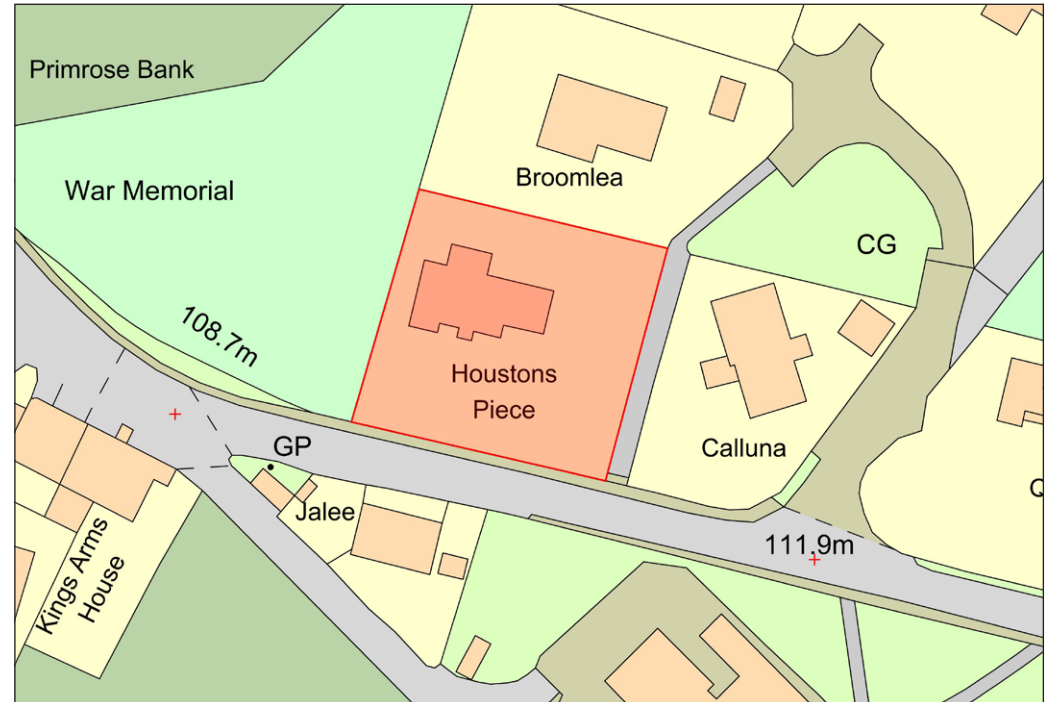 Primrose Bank
War Memorial
Broomlea
CG
108.7m
Houstons
Piece
Calluna
GP
Jalee
Q
111.9m
Kings Arms
House